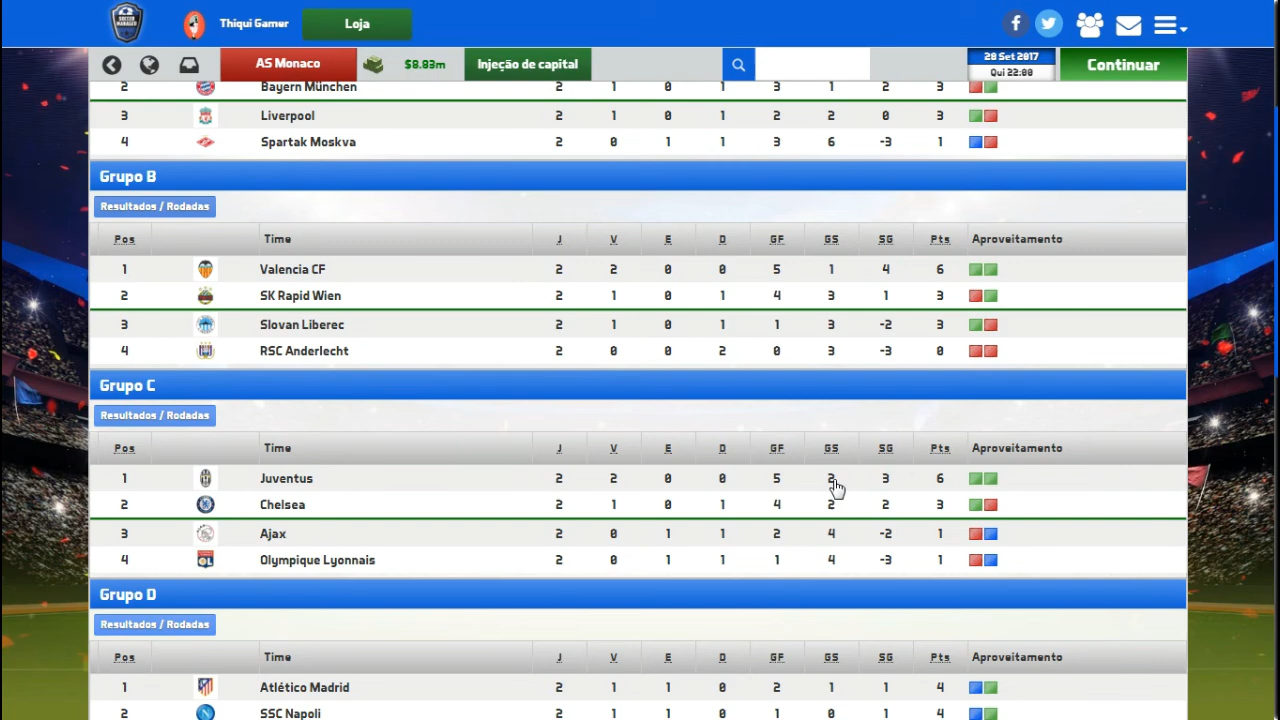 Thiqui Gamer Loja
AS Monaco $8.83m Injeção de capital 28 Set 2017 Continuar
Qui 22:00
2 Bayern München 2 1 0 1 3 1 2 3
3 Liverpool 2 1 0 1 2 2 0 3
4 Spartak Moskva 2 0 1 1 3 6 -3 1
Grupo B
Resultados / Rodadas
Pos Time J V E D GF GS SG Pts Aproveitamento
1 Valencia CF 2 2 0 0 5 1 4 6
2 SK Rapid Wien 2 1 0 1 4 3 1 3
3 Slovan Liberec 2 1 0 1 1 3 -2 3
4 RSC Anderlecht 2 0 0 2 0 3 -3 0
Grupo C
Resultados / Rodadas
Pos Time J V E D GF GS SG Pts Aproveitamento
1 Juventus 2 2 0 0 5 2 3 6
2 Chelsea 2 1 0 1 4 2 2 3
3 Ajax 2 0 1 1 2 4 -2 1
4 Olympique Lyonnais 2 0 1 1 1 4 -3 1
Grupo D
Resultados / Rodadas
Pos Time J V E D GF GS SG Pts Aproveitamento
1 Atlético Madrid 2 1 1 0 2 1 1 4
2 SSC Napoli 2 1 1 0 1 0 1 4